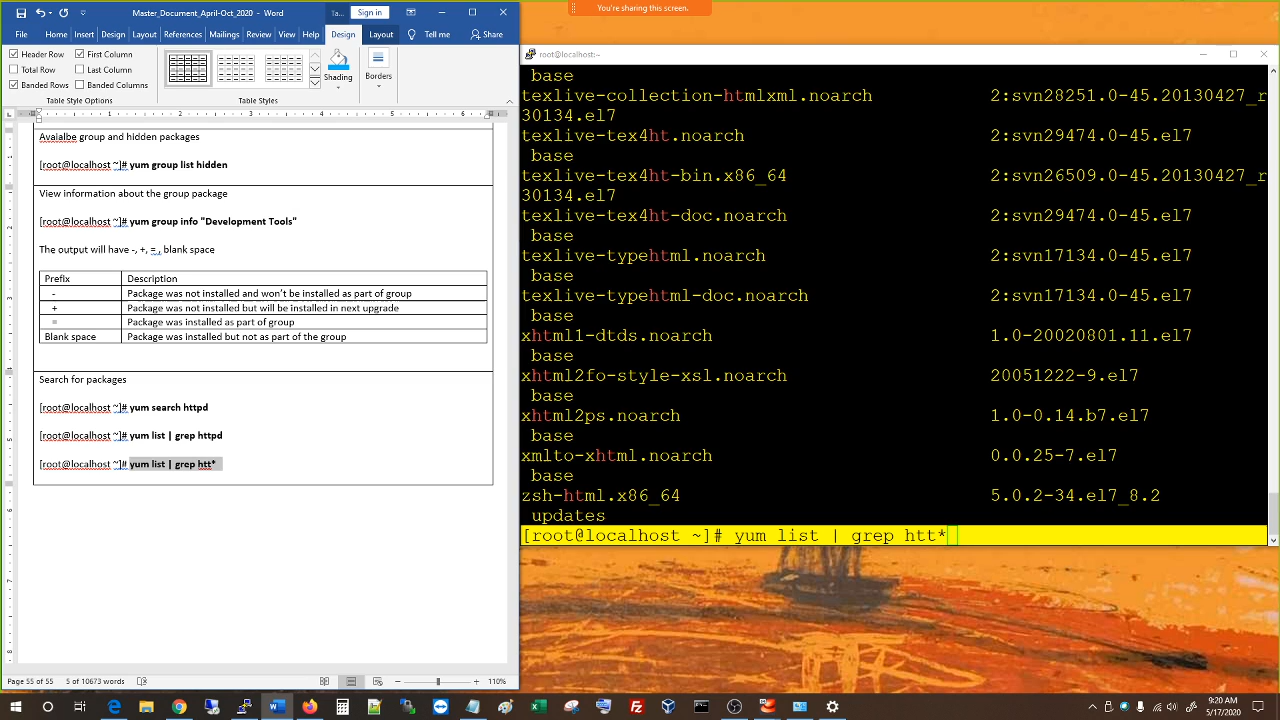 Master_Document_April-Oct_2020 - Word
Ta...
Sign in
File Home Insert Design Layout References Mailings Review View Help Design Layout Tell me Share
Header Row First Column
Total Row Last Column
Banded Rows Banded Columns
Shading
Borders
Table Style Options
Table Styles
1 2 3 4 5 6
Avalalbe group and hidden packages
[root@localhost ~]# yum group list hidden
View information about the group package
[root@localhost ~]# yum group info "Development Tools"
The output will have -, +, = , blank space
Prefix Description
- Package was not installed and won't be installed as part of group
+ Package was not installed but will be installed in next upgrade
= Package was installed as part of group
Blank space Package was installed but not as part of the group
Search for packages
[root@localhost ~]# yum search httpd
[root@localhost ~]# yum list | grep httpd
[root@localhost ~]# yum list | grep htt*
Page 55 of 55 5 of 10673 words
110%
You're sharing this screen.
root@localhost:~
base
texlive-collection-htmlxml.noarch 2:svn28251.0-45.20130427_r
30134.el7
texlive-tex4ht.noarch 2:svn29474.0-45.el7
base
texlive-tex4ht-bin.x86_64 2:svn26509.0-45.20130427_r
30134.el7
texlive-tex4ht-doc.noarch 2:svn29474.0-45.el7
base
texlive-typehtml.noarch 2:svn17134.0-45.el7
base
texlive-typehtml-doc.noarch 2:svn17134.0-45.el7
base
xhtml1-dtds.noarch 1.0-20020801.11.el7
base
xhtml2fo-style-xsl.noarch 20051222-9.el7
base
xhtml2ps.noarch 1.0-0.14.b7.el7
base
xmlto-xhtml.noarch 0.0.25-7.el7
base
zsh-html.x86_64 5.0.2-34.el7_8.2
updates
[root@localhost ~]# yum list | grep htt*
9:20 AM
5/17/2020